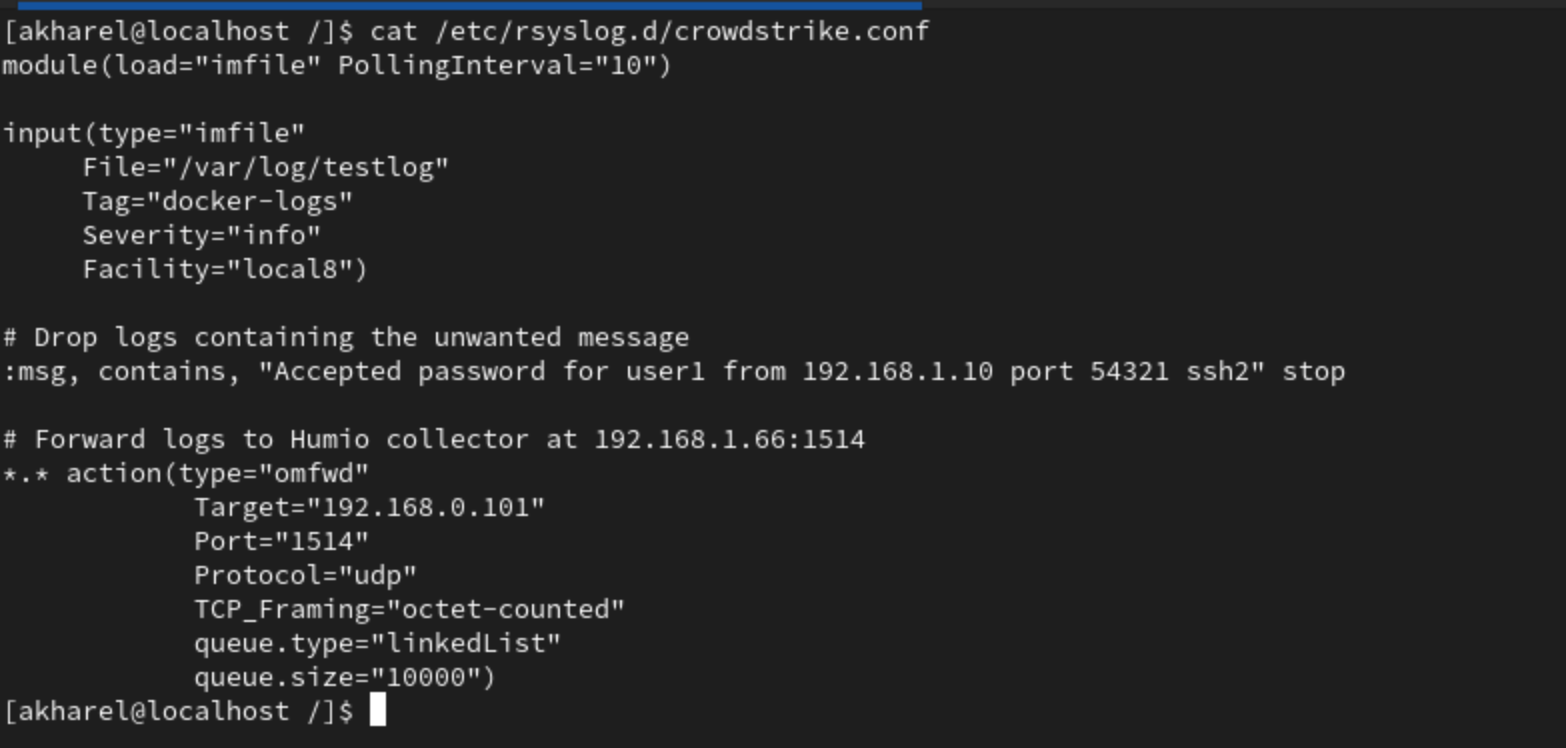 [akharel@localhost /]$ cat /etc/rsyslog.d/crowdstrike.conf
module(load="imfile" PollingInterval="10")
input(type="imfile"
     File="/var/log/testlog"
     Tag="docker-logs"
     Severity="info"
     Facility="local8")
# Drop logs containing the unwanted message
:msg, contains, "Accepted password for user1 from 192.168.1.10 port 54321 ssh2" stop
# Forward logs to Humio collector at 192.168.1.66:1514
*.* action(type="omfwd"
            Target="192.168.0.101"
            Port="1514"
            Protocol="udp"
            TCP_Framing="octet-counted"
            queue.type="linkedList"
            queue.size="10000")
[akharel@localhost /]$